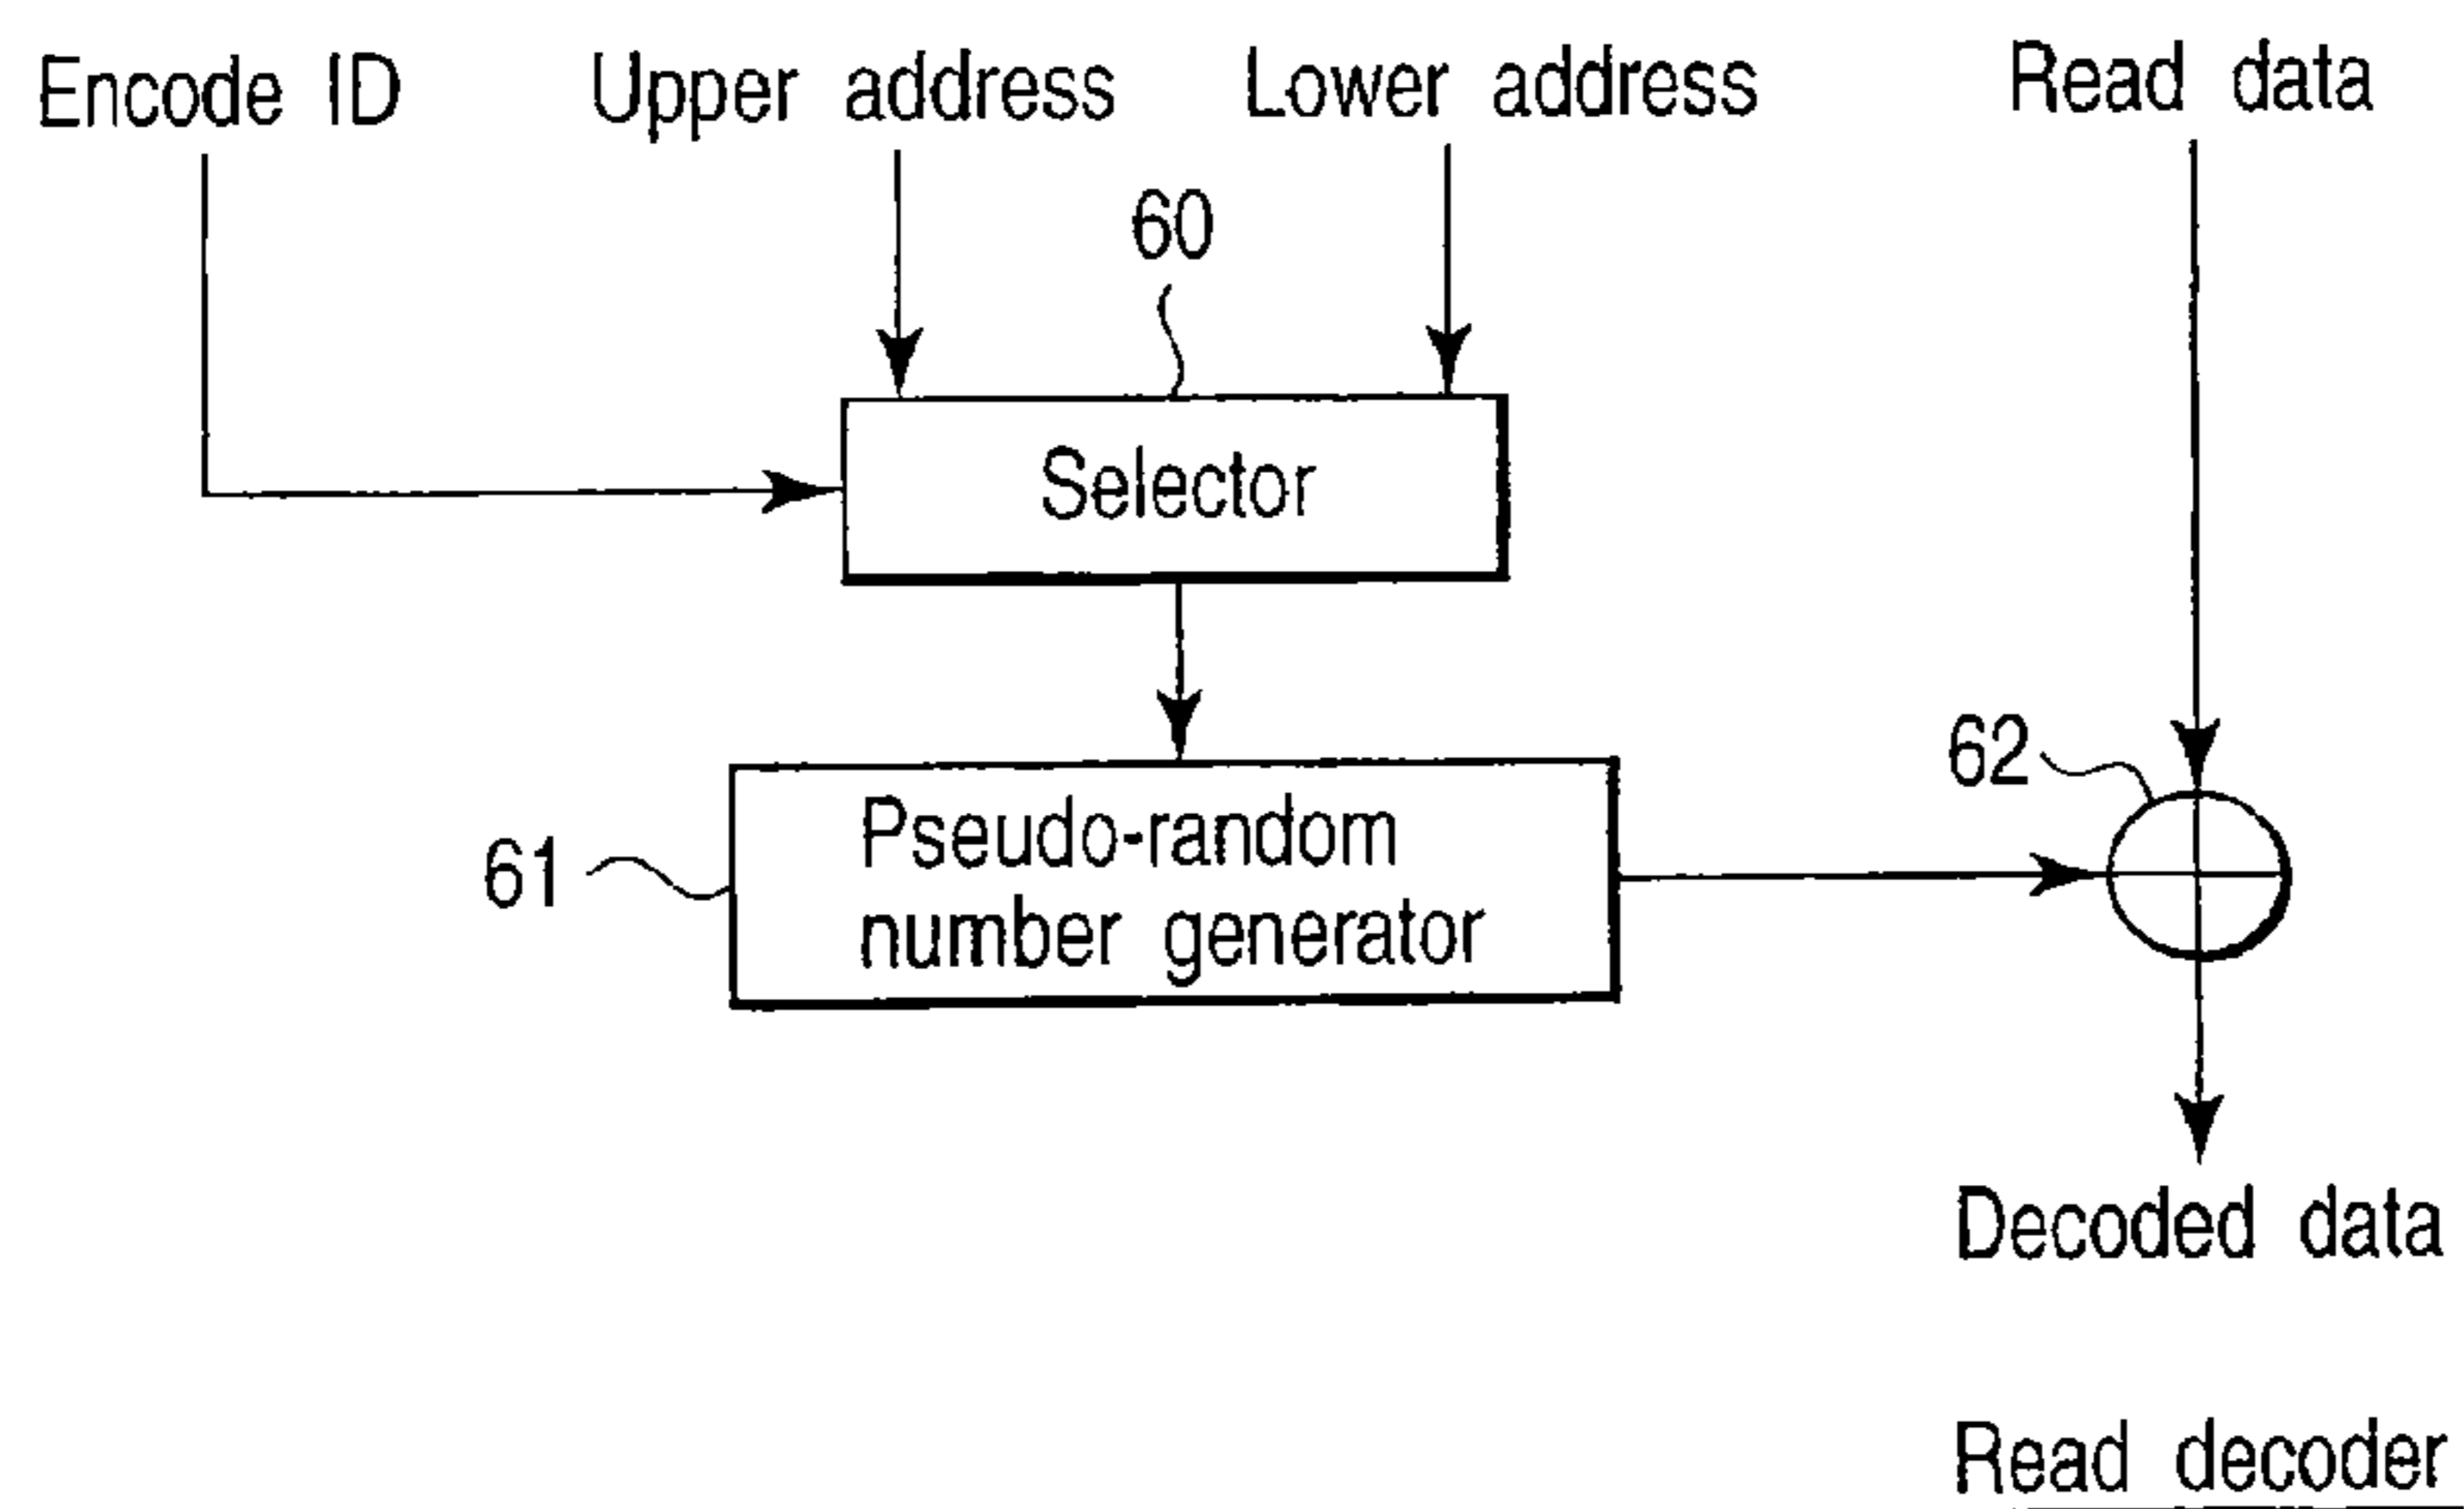 Encode ID
Upper address
Lower address
Read data
60
Selector
62
61
Pseudo-random
number generator
Decoded data
Read decoder